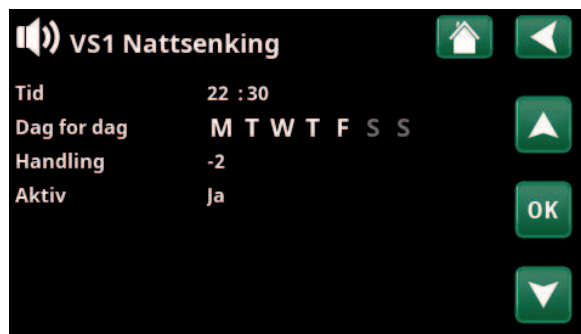 VS1 Nattsenking
Tid 22 :30
Dag for dag M T W T F S S
Handling -2
Aktiv Ja
OK